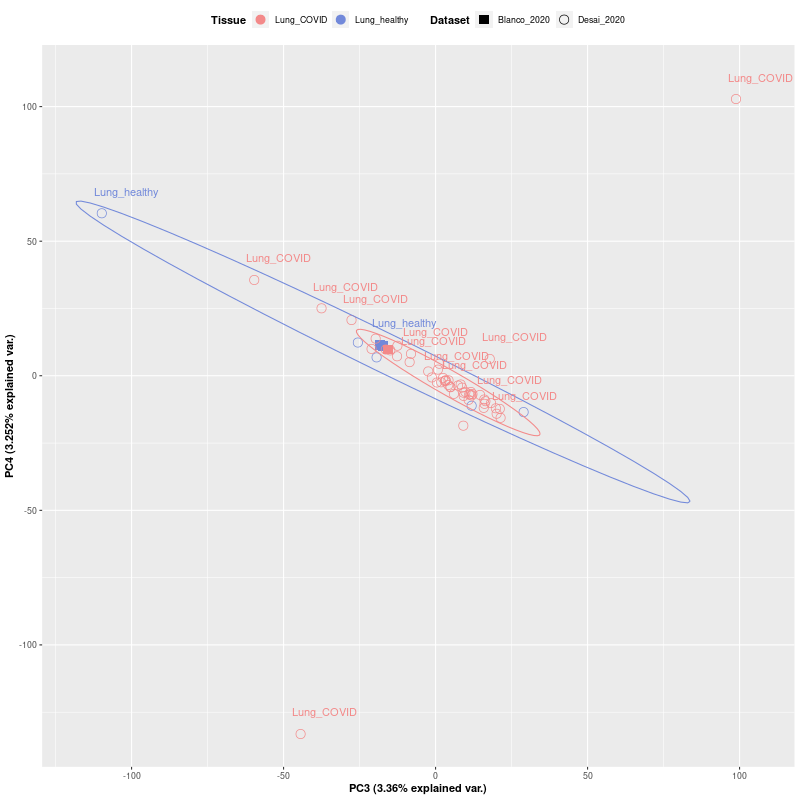 Tissue Lung_COVID Lung_healthy Dataset Blanco_2020 Desai_2020
Lung_COVID
100
Lung_healthy
50
Lung_COVID
Lung_COVID
Lung_COVID
Lung_healthy
Lung_COVID
Lung_COVID
Lung_COVID
Lung_COVID
Lung_COVID
0
Lung_COVID
Lung_COVID
-50
-100
Lung_COVID
PC4 (3.252% explained var.)
-100 -50 0 50 100
PC3 (3.36% explained var.)